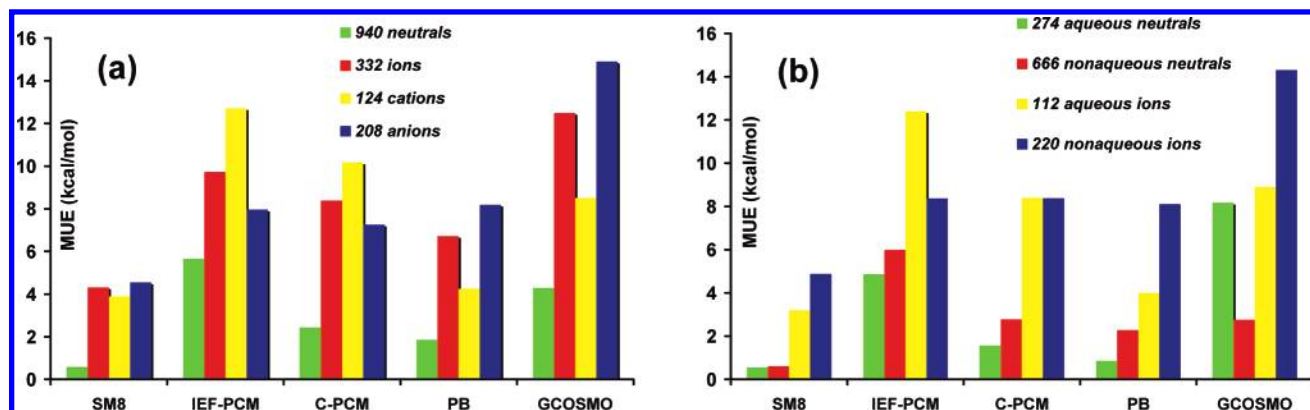 (a)
940 neutrals
332 ions
124 cations
208 anions
MUE (kcal/mol)
16
14
12
10
8
6
4
2
0
SM8 IEF-PCM C-PCM PB GCOSMO
(b)
274 aqueous neutrals
666 nonaqueous neutrals
112 aqueous ions
220 nonaqueous ions
MUE (kcal/mol)
16
14
12
10
8
6
4
2
0
SM8 IEF-PCM C-PCM PB GCOSMO